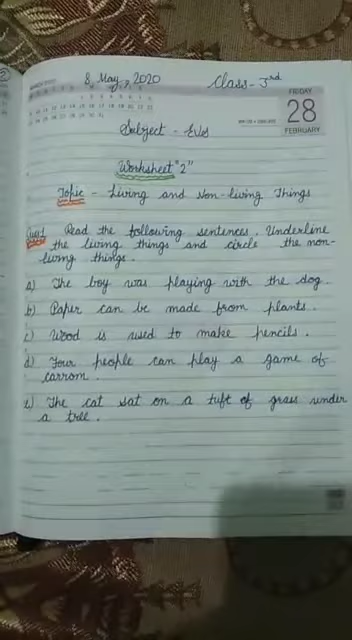 8 May, 2020 Class - 3rd
FRIDAY
28
FEBRUARY
Subject - EVS
Worksheet "2"
Topic - Living and Non-living Things
Ques1 Read the following sentences. Underline
the living things and circle the non-
living things.
a) The boy was playing with the dog.
b) Paper can be made from plants.
c) Wood is used to make pencils.
d) Four people can play a game of
carrom.
e) The cat sat on a tuft of grass under
a tree.